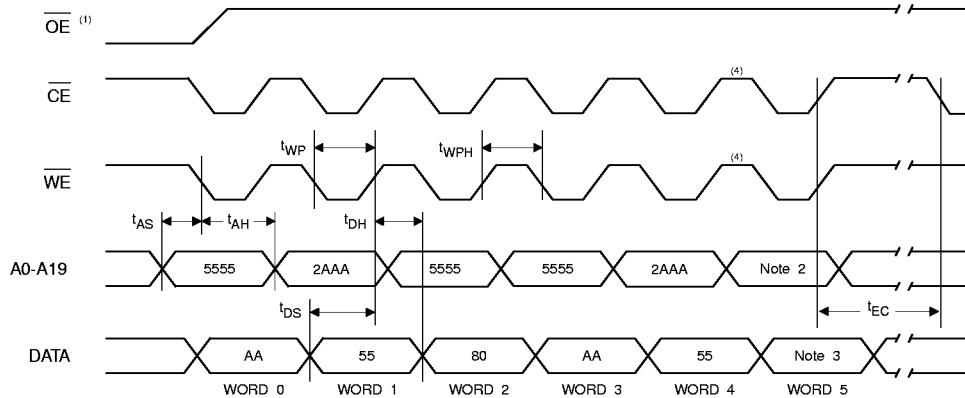 OE (1)
CE (4)
tWP tWPH
WE (4)
tAS tAH tDH
A0-A19 5555 2AAA 5555 5555 2AAA Note 2
tDS tEC
DATA AA 55 80 AA 55 Note 3
WORD 0 WORD 1 WORD 2 WORD 3 WORD 4 WORD 5